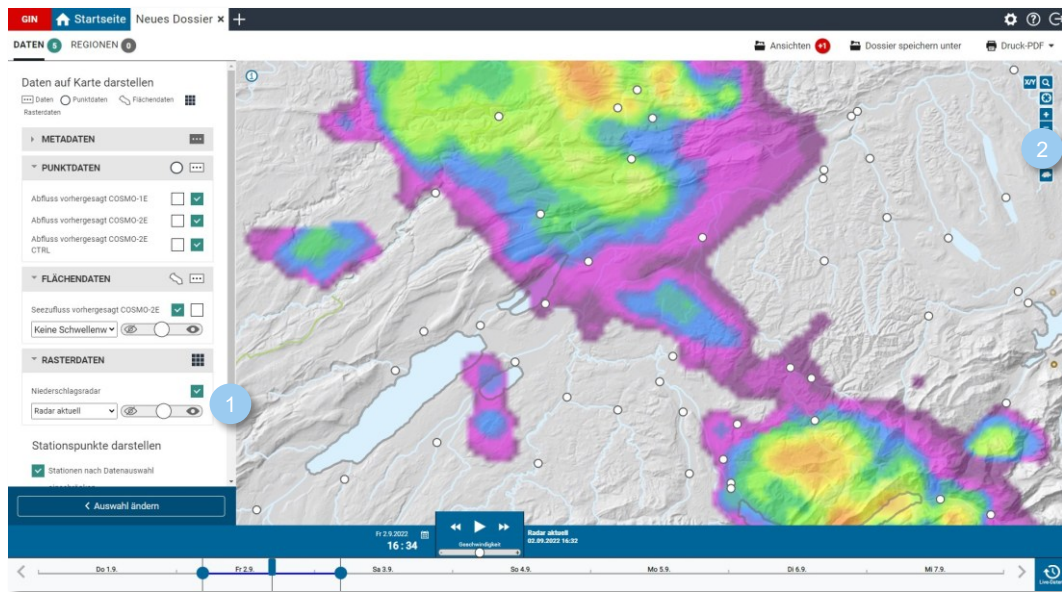 GIN Startseite Neues Dossier × +
DATEN 5 REGIONEN 0 Ansichten +1 Dossier speichern unter Druck-PDF
Daten auf Karte darstellen
Daten Punktdaten Flächendaten
Rasterdaten
METADATEN
PUNKTDATEN
Abfluss vorhergesagt COSMO-1E
Abfluss vorhergesagt COSMO-2E
Abfluss vorhergesagt COSMO-2E
CTRL
FLÄCHENDATEN
Seezufluss vorhergesagt COSMO-2E
Keine Schwellenw
RASTERDATEN
Niederschlagsradar
Radar aktuell
1
Stationspunkte darstellen
Stationen nach Datenauswahl
< Auswahl ändern
X/Y
2
Fr 2.9.2022
16:34
Geschwindigkeit
Radar aktuell
02.09.2022 16:32
Do 1.9. Fr 2.9. Sa 3.9. So 4.9. Mo 5.9. Di 6.9. Mi 7.9.